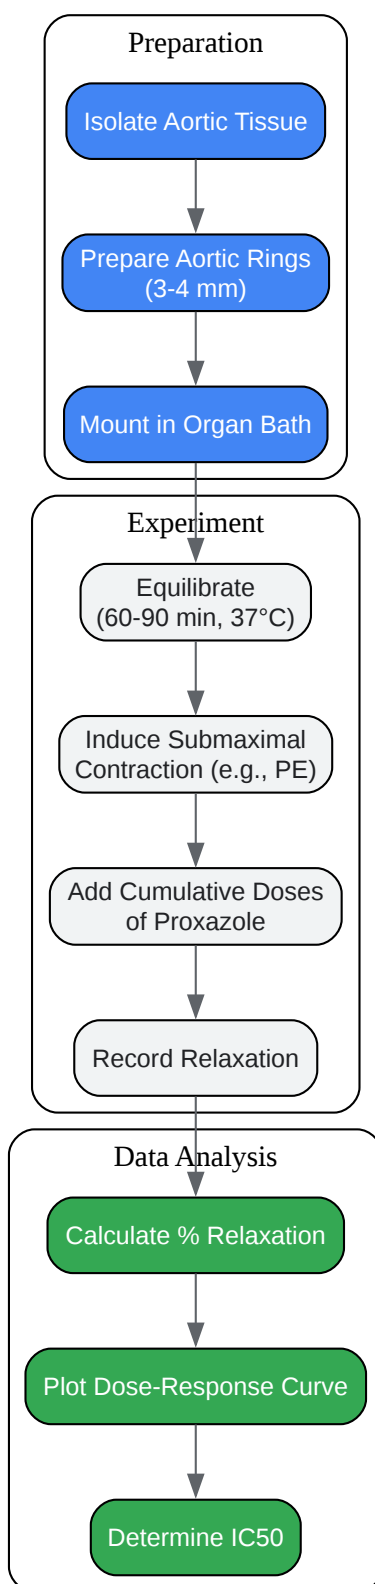 Preparation
Isolate Aortic Tissue
Prepare Aortic Rings
(3-4 mm)
Mount in Organ Bath
Experiment
Equilibrate
(60-90 min, 37°C)
Induce Submaximal
Contraction (e.g., PE)
Add Cumulative Doses
of Proxazole
Record Relaxation
Data Analysis
Calculate % Relaxation
Plot Dose-Response Curve
Determine IC50